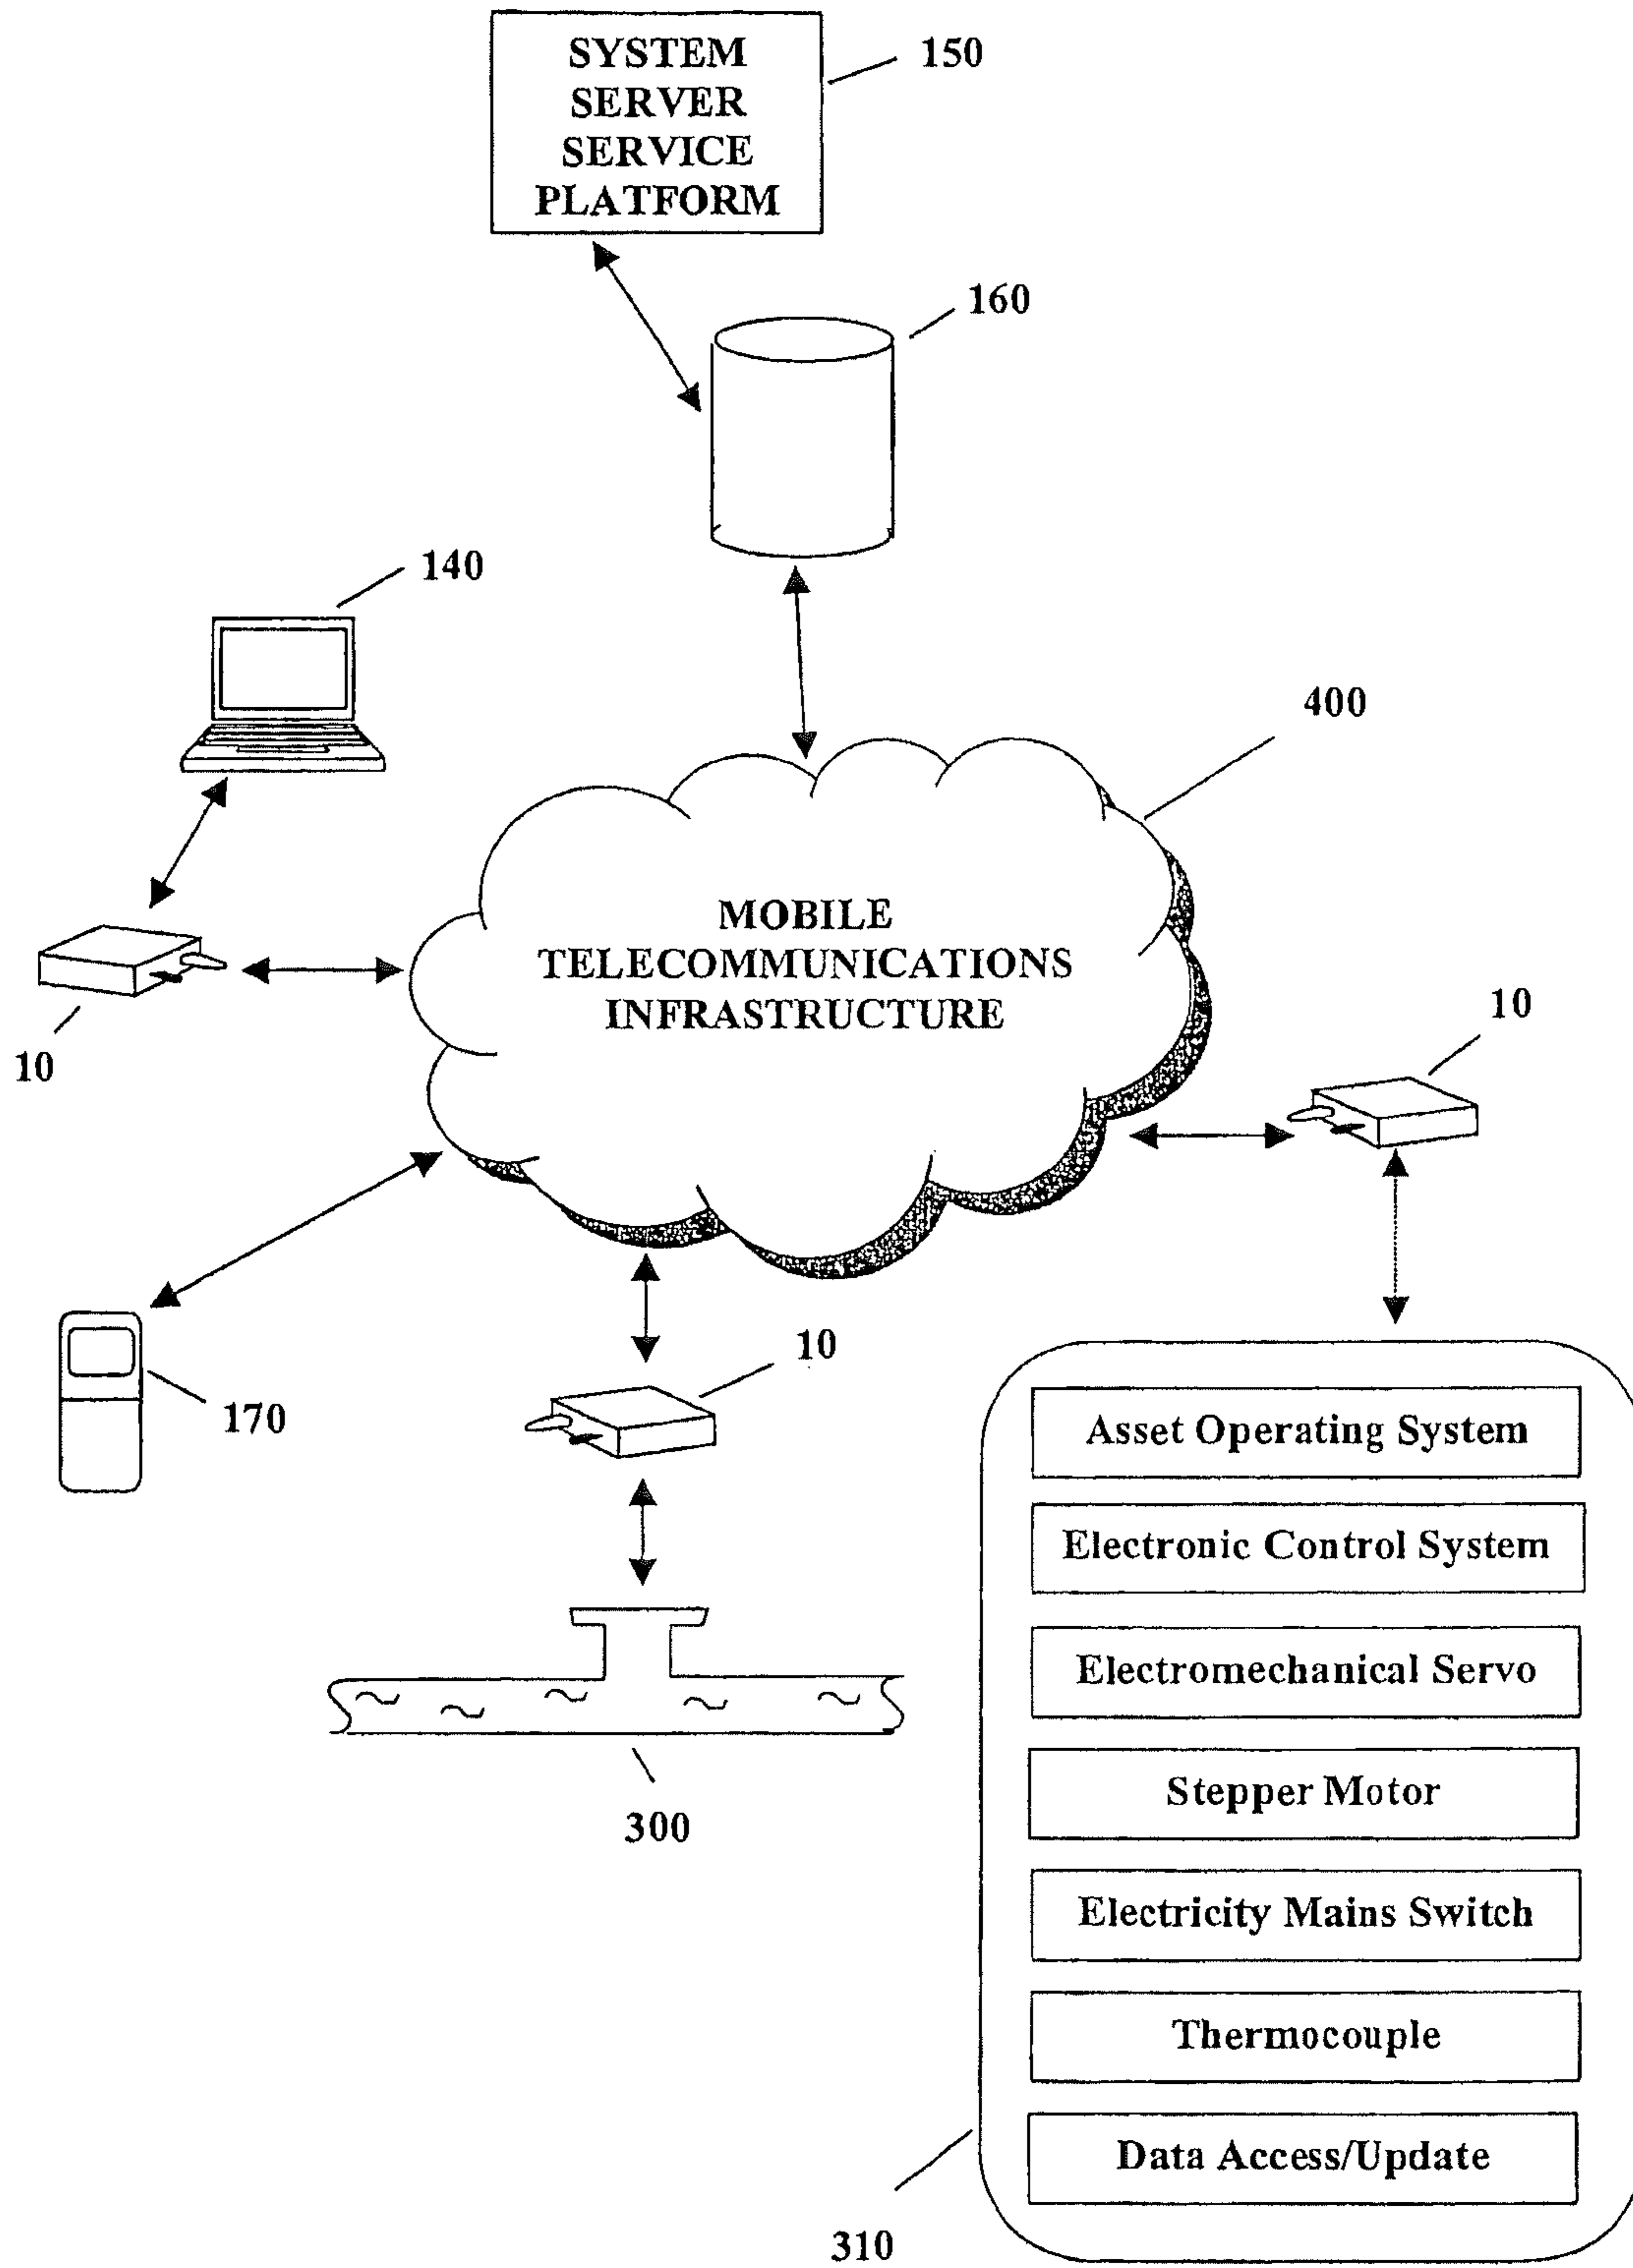 SYSTEM
SERVER
SERVICE
PLATFORM
150
160
140
400
MOBILE
TELECOMMUNICATIONS
INFRASTRUCTURE
10
10
10
170
300
Asset Operating System
Electronic Control System
Electromechanical Servo
Stepper Motor
Electricity Mains Switch
Thermocouple
Data Access/Update
310